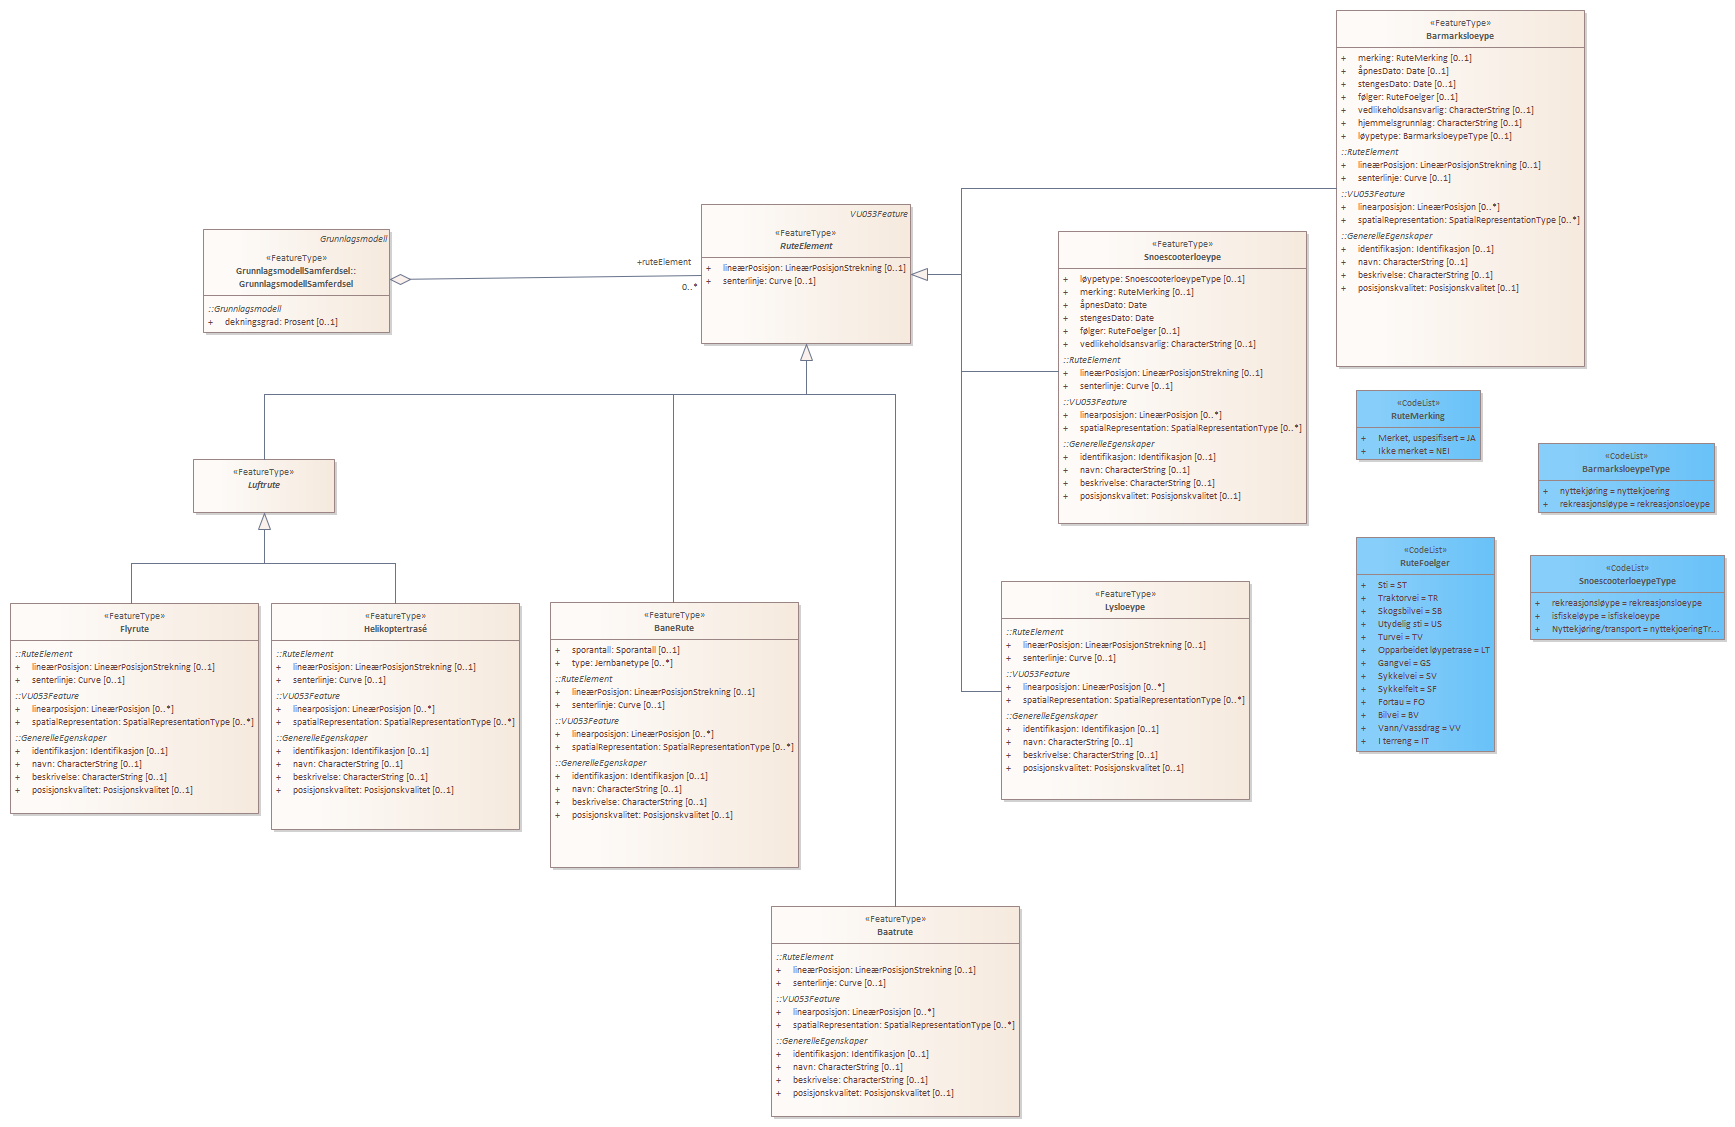 «FeatureType»
Barmarksloeype
+ merking: RuteMerking [0..1]
+ åpnesDato: Date [0..1]
+ stengesDato: Date [0..1]
+ følger: RuteFoelger [0..1]
+ vedlikeholdsansvarlig: CharacterString [0..1]
+ hjemmelsgrunnlag: CharacterString [0..1]
+ løypetype: BarmarksloeypeType [0..1]
::RuteElement
+ lineærPosisjon: LineærPosisjonStrekning [0..1]
+ senterlinje: Curve [0..1]
::VU053Feature
+ linearposisjon: LineærPosisjon [0..*]
+ spatialRepresentation: SpatialRepresentationType [0..*]
::GenerelleEgenskaper
+ identifikasjon: Identifikasjon [0..1]
+ navn: CharacterString [0..1]
+ beskrivelse: CharacterString [0..1]
+ posisjonskvalitet: Posisjonskvalitet [0..1]
Grunnlagsmodell
«FeatureType»
GrunnlagsmodellSamferdsel::
GrunnlagsmodellSamferdsel
::Grunnlagsmodell
+ dekningsgrad: Prosent [0..1]
+ruteElement
0..*
VU053Feature
«FeatureType»
RuteElement
+ lineærPosisjon: LineærPosisjonStrekning [0..1]
+ senterlinje: Curve [0..1]
«FeatureType»
Snoescooterloeype
+ løypetype: SnoescooterloeypeType [0..1]
+ merking: RuteMerking [0..1]
+ åpnesDato: Date
+ stengesDato: Date
+ følger: RuteFoelger [0..1]
+ vedlikeholdsansvarlig: CharacterString [0..1]
::RuteElement
+ lineærPosisjon: LineærPosisjonStrekning [0..1]
+ senterlinje: Curve [0..1]
::VU053Feature
+ linearposisjon: LineærPosisjon [0..*]
+ spatialRepresentation: SpatialRepresentationType [0..*]
::GenerelleEgenskaper
+ identifikasjon: Identifikasjon [0..1]
+ navn: CharacterString [0..1]
+ beskrivelse: CharacterString [0..1]
+ posisjonskvalitet: Posisjonskvalitet [0..1]
«CodeList»
RuteMerking
+ Merket, uspesifisert = JA
+ Ikke merket = NEI
«CodeList»
BarmarksloeypeType
+ nyttekjøring = nyttekjoering
+ rekreasjonsløype = rekreasjonsloeype
«CodeList»
RuteFoelger
+ Sti = ST
+ Traktorvei = TR
+ Skogsbilvei = SB
+ Utydelig sti = US
+ Turvei = TV
+ Opparbeidet løypetrase = LT
+ Gangvei = GS
+ Sykkelvei = SV
+ Sykkelfelt = SF
+ Fortau = FO
+ Bilvei = BV
+ Vann/Vassdrag = VV
+ I terreng = IT
«CodeList»
SnoescooterloeypeType
+ rekreasjonsløype = rekreasjonsloeype
+ isfiskeløype = isfiskeloeype
+ Nyttekjøring/transport = nyttekjoeringTr...
«FeatureType»
Luftrute
«FeatureType»
Flyrute
::RuteElement
+ lineærPosisjon: LineærPosisjonStrekning [0..1]
+ senterlinje: Curve [0..1]
::VU053Feature
+ linearposisjon: LineærPosisjon [0..*]
+ spatialRepresentation: SpatialRepresentationType [0..*]
::GenerelleEgenskaper
+ identifikasjon: Identifikasjon [0..1]
+ navn: CharacterString [0..1]
+ beskrivelse: CharacterString [0..1]
+ posisjonskvalitet: Posisjonskvalitet [0..1]
«FeatureType»
Helikoptertrasé
::RuteElement
+ lineærPosisjon: LineærPosisjonStrekning [0..1]
+ senterlinje: Curve [0..1]
::VU053Feature
+ linearposisjon: LineærPosisjon [0..*]
+ spatialRepresentation: SpatialRepresentationType [0..*]
::GenerelleEgenskaper
+ identifikasjon: Identifikasjon [0..1]
+ navn: CharacterString [0..1]
+ beskrivelse: CharacterString [0..1]
+ posisjonskvalitet: Posisjonskvalitet [0..1]
«FeatureType»
BaneRute
+ sporantall: Sporantall [0..1]
+ type: Jernbanetype [0..*]
::RuteElement
+ lineærPosisjon: LineærPosisjonStrekning [0..1]
+ senterlinje: Curve [0..1]
::VU053Feature
+ linearposisjon: LineærPosisjon [0..*]
+ spatialRepresentation: SpatialRepresentationType [0..*]
::GenerelleEgenskaper
+ identifikasjon: Identifikasjon [0..1]
+ navn: CharacterString [0..1]
+ beskrivelse: CharacterString [0..1]
+ posisjonskvalitet: Posisjonskvalitet [0..1]
«FeatureType»
Lysloeype
::RuteElement
+ lineærPosisjon: LineærPosisjonStrekning [0..1]
+ senterlinje: Curve [0..1]
::VU053Feature
+ linearposisjon: LineærPosisjon [0..*]
+ spatialRepresentation: SpatialRepresentationType [0..*]
::GenerelleEgenskaper
+ identifikasjon: Identifikasjon [0..1]
+ navn: CharacterString [0..1]
+ beskrivelse: CharacterString [0..1]
+ posisjonskvalitet: Posisjonskvalitet [0..1]
«FeatureType»
Baatrute
::RuteElement
+ lineærPosisjon: LineærPosisjonStrekning [0..1]
+ senterlinje: Curve [0..1]
::VU053Feature
+ linearposisjon: LineærPosisjon [0..*]
+ spatialRepresentation: SpatialRepresentationType [0..*]
::GenerelleEgenskaper
+ identifikasjon: Identifikasjon [0..1]
+ navn: CharacterString [0..1]
+ beskrivelse: CharacterString [0..1]
+ posisjonskvalitet: Posisjonskvalitet [0..1]